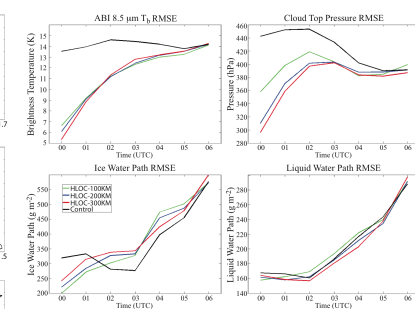 ABI 8.5 μm Tb RMSE
Brightness Temperature (K)
15
14
13
12
11
10
9
8
7
6
5
00 01 02 03 04 05 06
Time (UTC)
Cloud Top Pressure RMSE
Pressure (hPa)
460
440
420
400
380
360
340
320
300
280
00 01 02 03 04 05 06
Time (UTC)
Ice Water Path RMSE
Ice Water Path (g m-2)
550
500
450
400
350
300
250
200
HLOC-100KM
HLOC-200KM
HLOC-300KM
Control
00 01 02 03 04 05 06
Time (UTC)
Liquid Water Path RMSE
Liquid Water Path (g m-2)
280
260
240
220
200
180
160
140
00 01 02 03 04 05 06
Time (UTC)